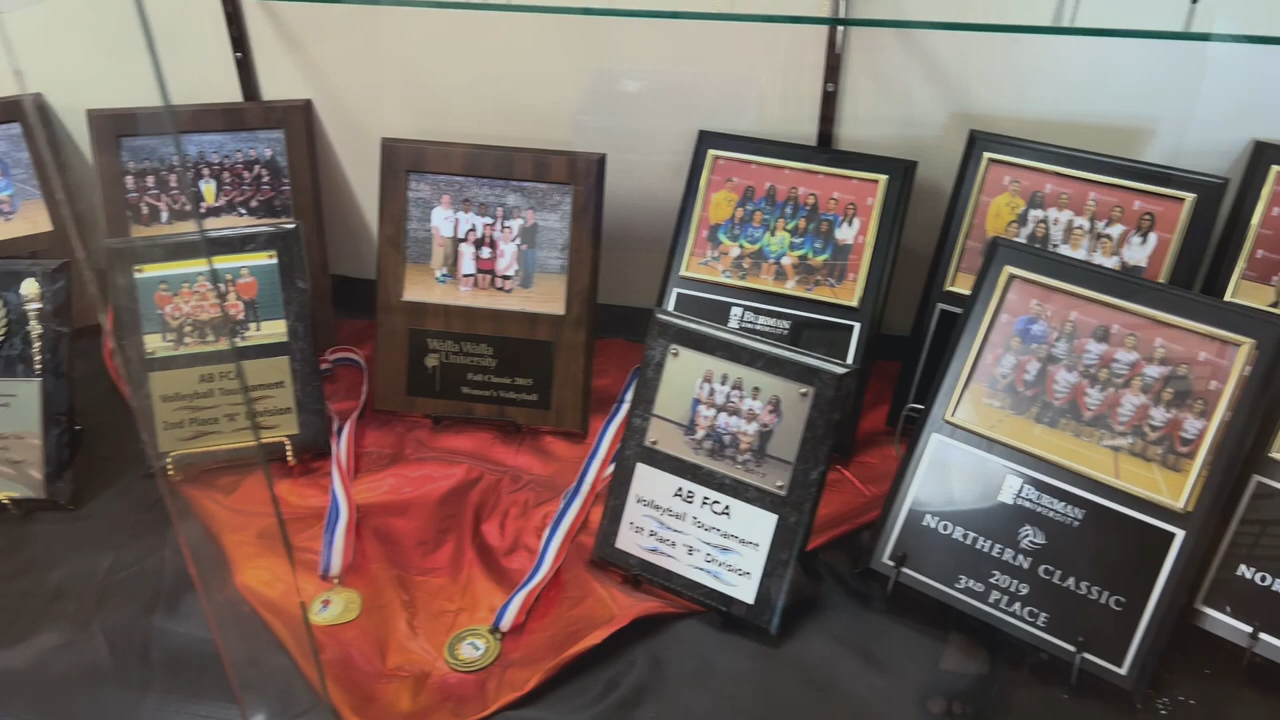 AB FCA
Volleyball Tournament
2nd Place "A" Division
Walla Walla
University
Fall Classic 2015
Women's Volleyball
BURMAN
UNIVERSITY
AB FCA
Volleyball Tournament
1st Place "B" Division
BURMAN
UNIVERSITY
NORTHERN CLASSIC
2019
3RD PLACE